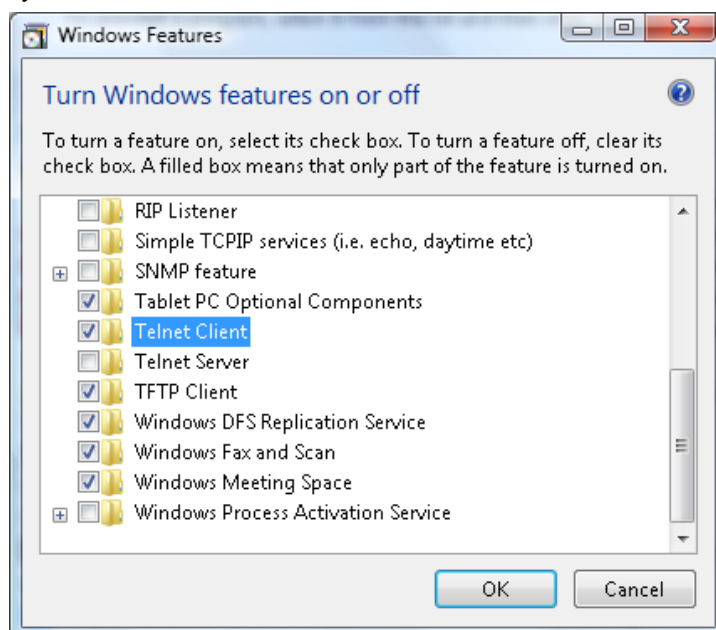 Windows Features
Turn Windows features on or off
To turn a feature on, select its check box. To turn a feature off, clear its
check box. A filled box means that only part of the feature is turned on.
RIP Listener
Simple TCPIP services (i.e. echo, daytime etc)
SNMP feature
Tablet PC Optional Components
Telnet Client
Telnet Server
TFTP Client
Windows DFS Replication Service
Windows Fax and Scan
Windows Meeting Space
Windows Process Activation Service
OK Cancel